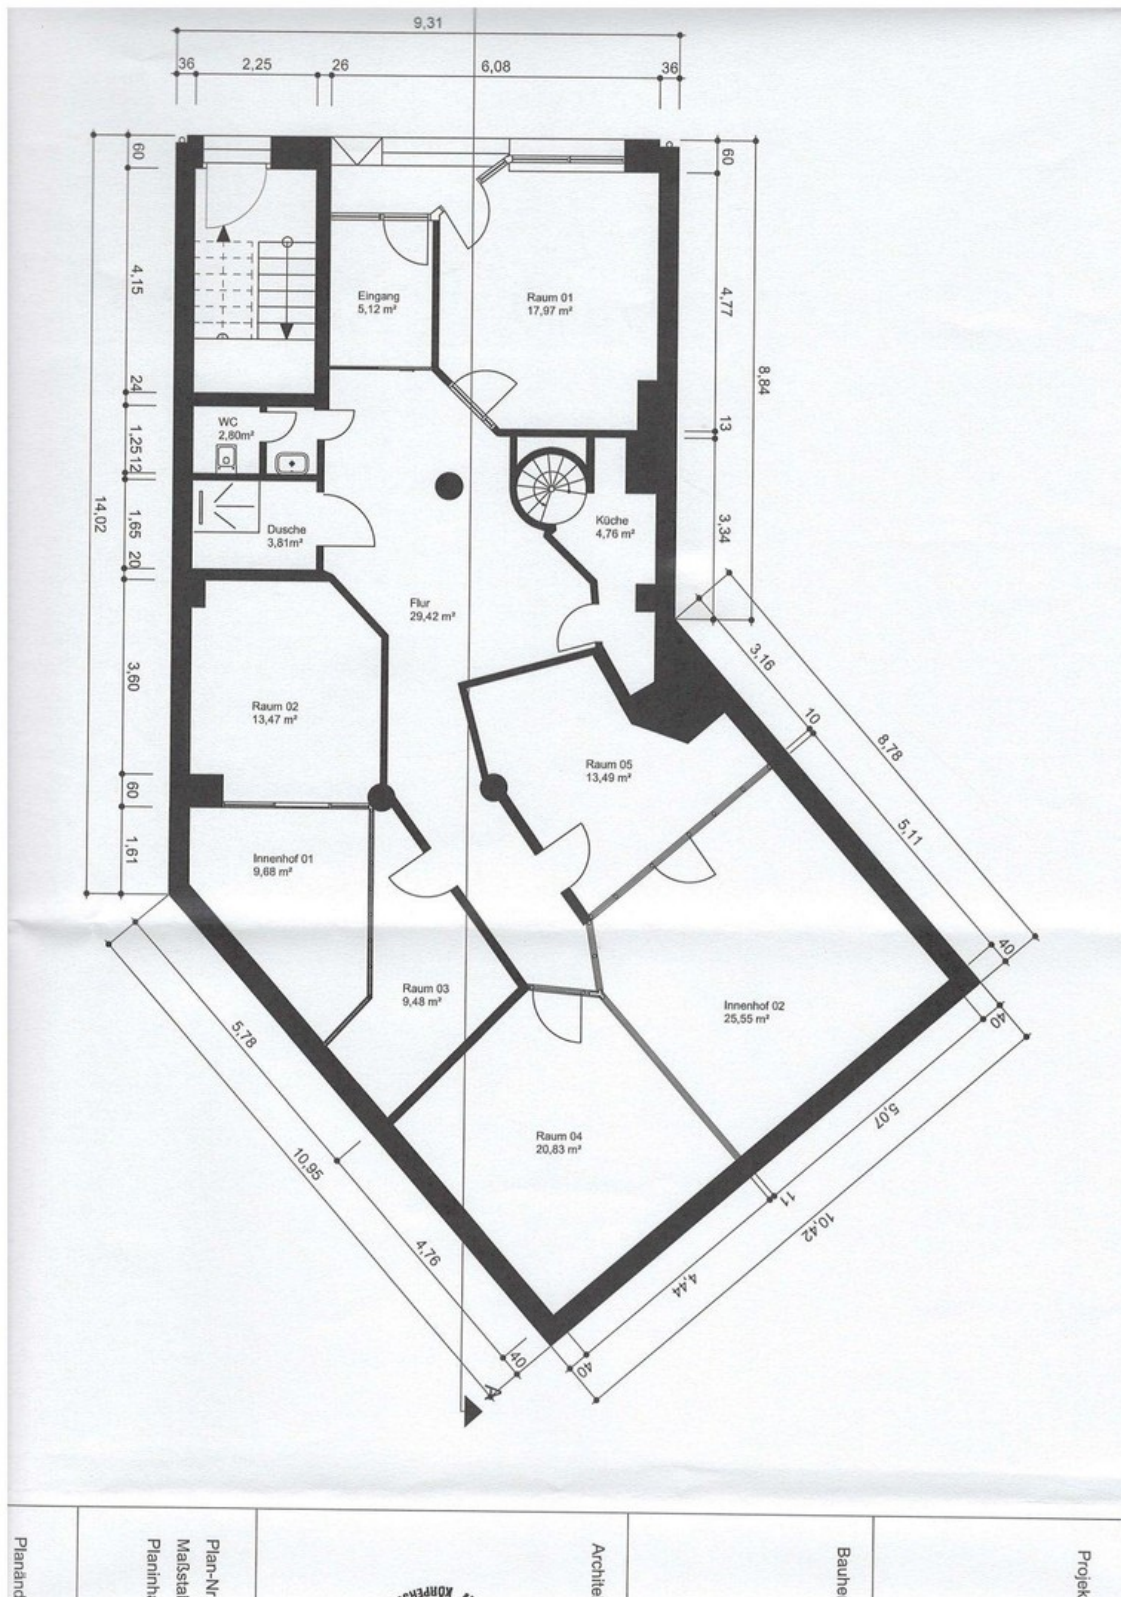 9,31
36
2,25
26
6,08
36
60
60
4,15
4,77
8,84
Eingang
5,12 m²
Raum 01
17,97 m²
24
13
WC
2,80m²
1,25
12
14,02
1,65
Dusche
3,81m²
Küche
4,76 m²
3,34
20
Flur
29,42 m²
3,60
3,16
Raum 02
13,47 m²
10
8,78
Raum 05
13,49 m²
60
1,61
5,11
Innenhof 01
9,68 m²
40
Raum 03
9,48 m²
Innenhof 02
25,55 m²
40
5,78
5,07
Raum 04
20,83 m²
10,95
11
10,42
4,76
4,44
40
40
A
Planänd
Plan-Nr
Maßstal
Planinha
Archite
KÖRPERS
Bauher
Projek